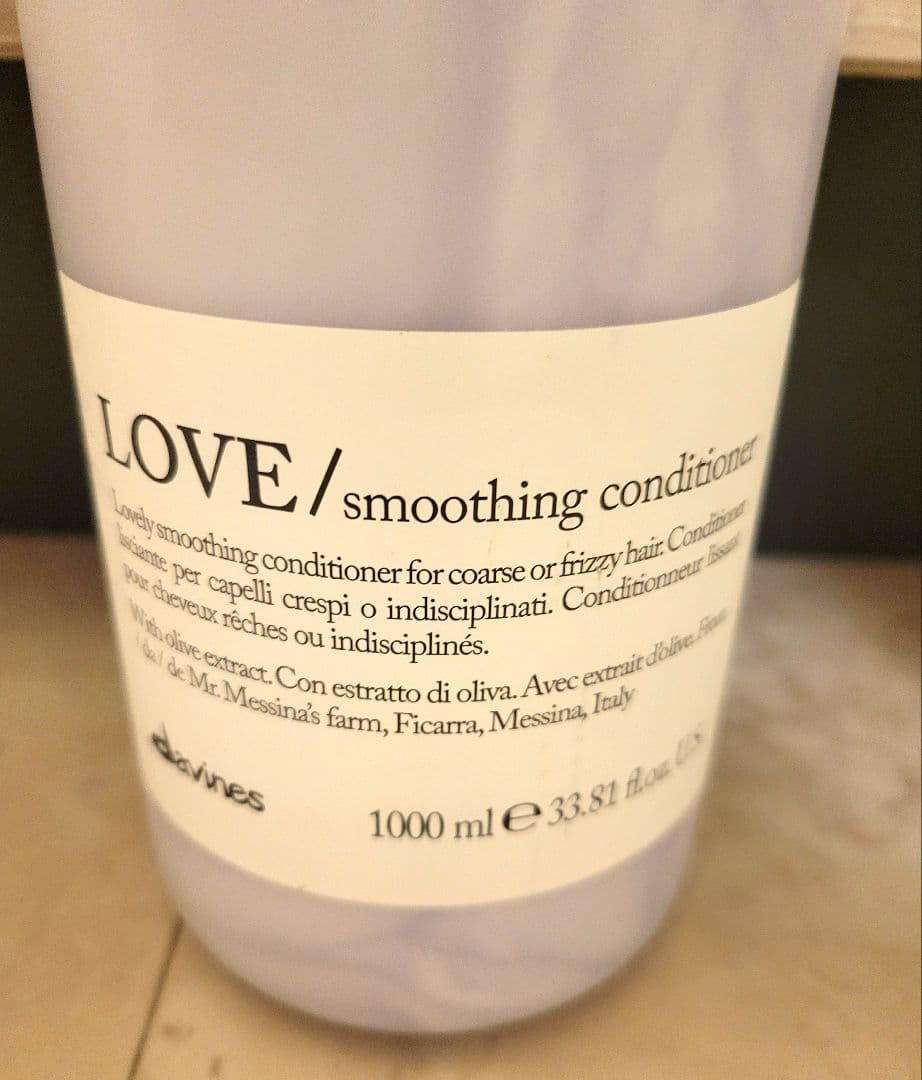 LOVE / smoothing conditioner
Lovely smoothing conditioner for coarse or frizzy hair. Conditioner
lisciante per capelli crespi o indisciplinati. Conditionneur lissant
pour cheveux rêches ou indisciplinés.
With olive extract. Con estratto di oliva. Avec extrait d'olive. From
/ da / de Mr. Messina's farm, Ficarra, Messina, Italy
davines
1000 ml ℮ 33.81 fl.oz. U.S.